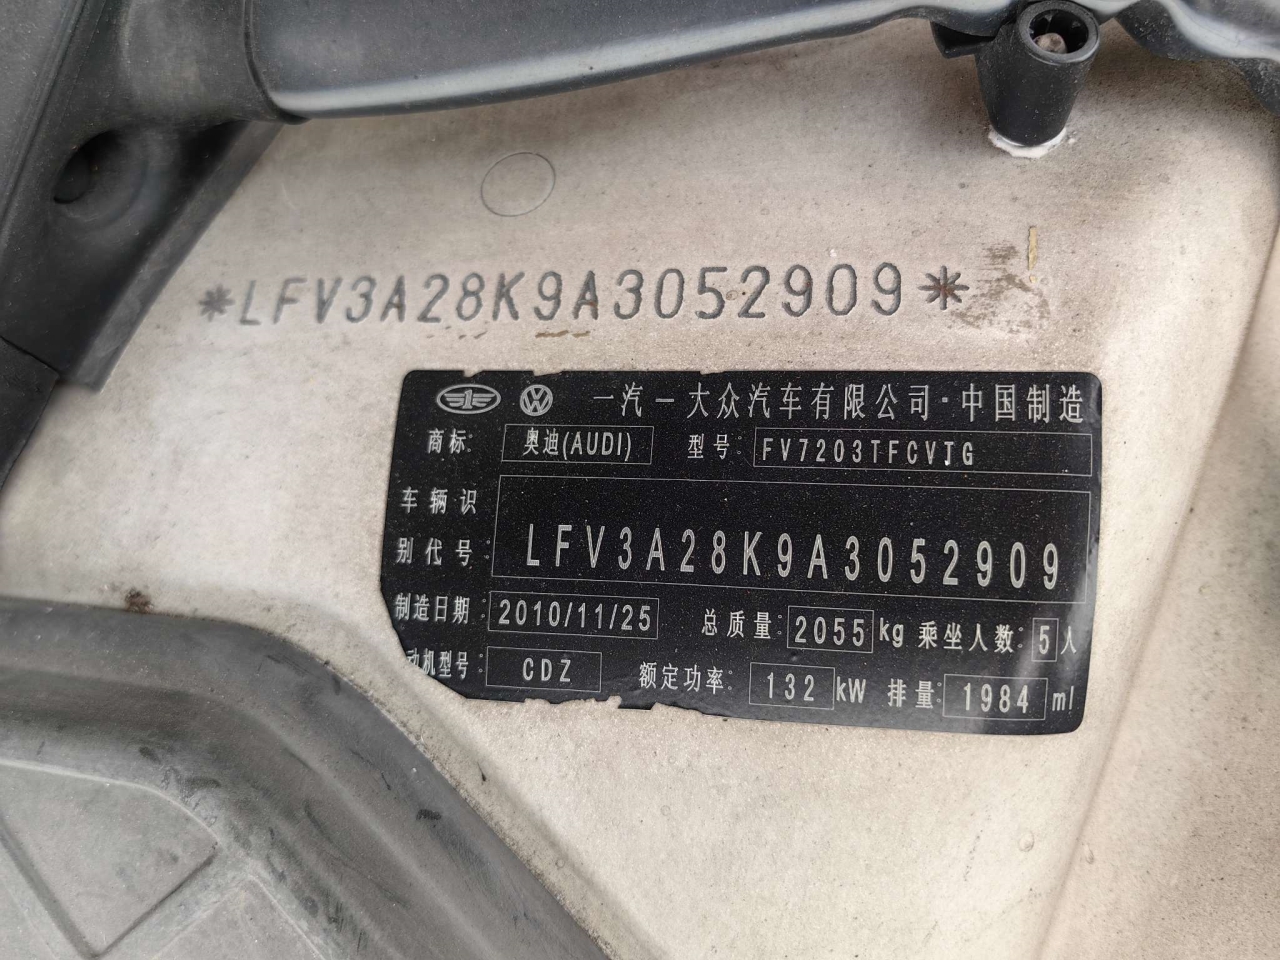 *LFV3A28K9A3052909*
一汽-大众汽车有限公司·中国制造
商标: 奥迪(AUDI) 型号: FV7203TFCVTG
车辆识
别代号: LFV3A28K9A3052909
制造日期: 2010/11/25 总质量: 2055 kg 乘坐人数: 5 人
动机型号: CDZ 额定功率: 132 kW 排量: 1984 ml